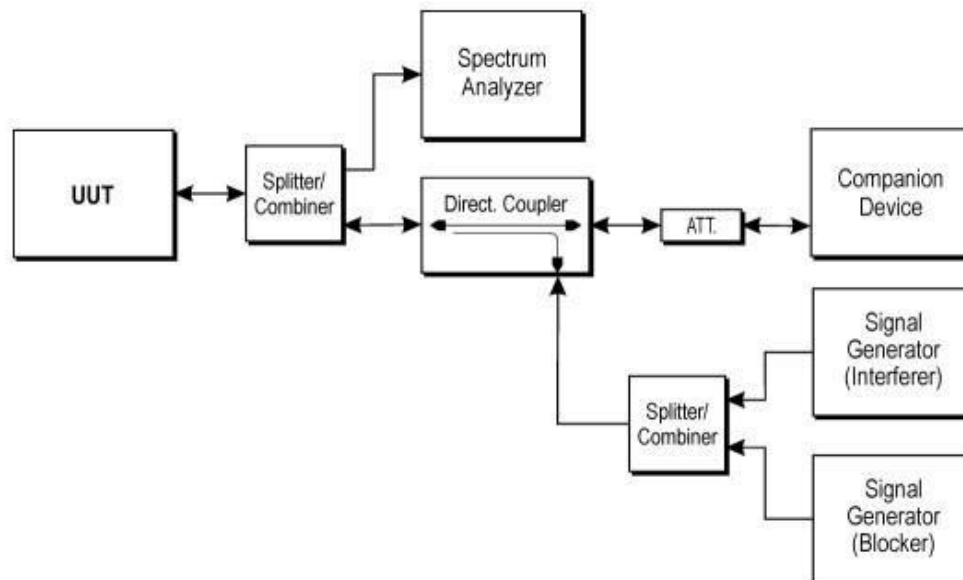 Spectrum
Analyzer
UUT
Splitter/
Combiner
Direct. Coupler
ATT.
Companion
Device
Signal
Generator
(Interferer)
Splitter/
Combiner
Signal
Generator
(Blocker)